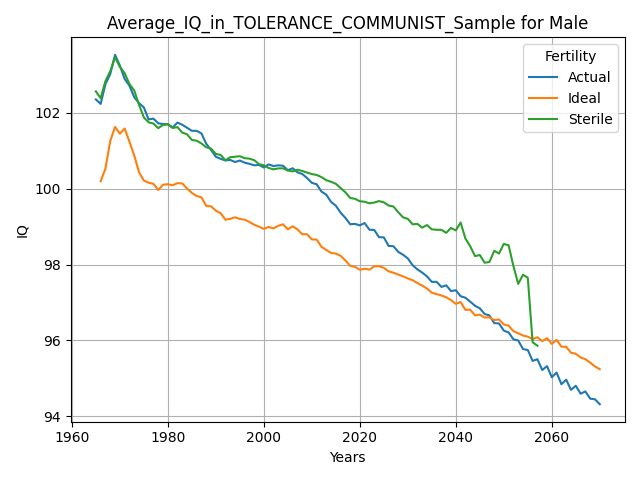 Average_IQ_in_TOLERANCE_COMMUNIST_Sample for Male
Fertility
Actual
Ideal
Sterile
IQ
102
100
98
96
94
1960 1980 2000 2020 2040 2060
Years